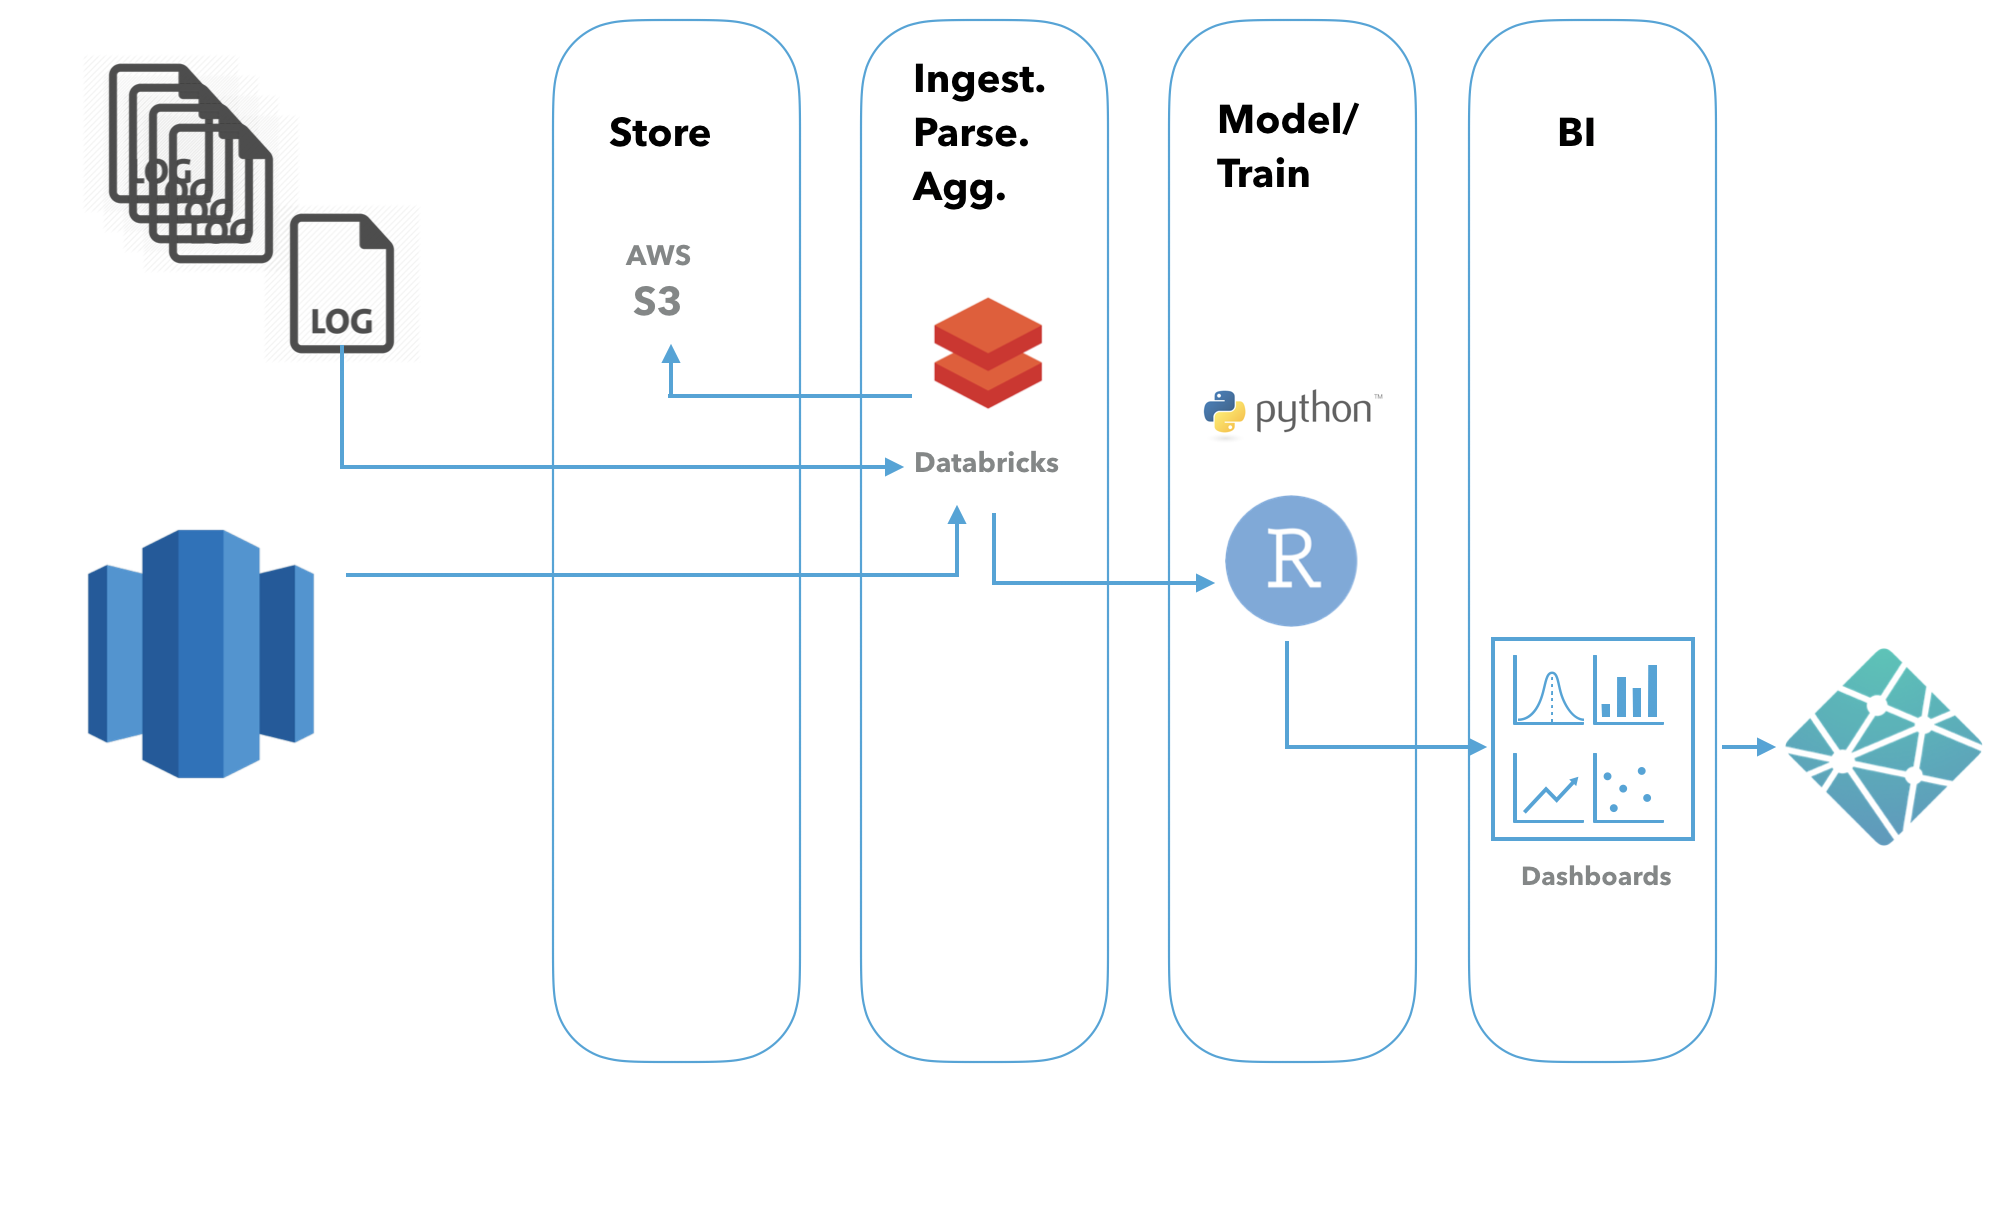 LOG
LOG
LOG
LOG
LOG
Store
AWS
S3
Ingest.
Parse.
Agg.
Databricks
Model/
Train
python™
R
BI
Dashboards